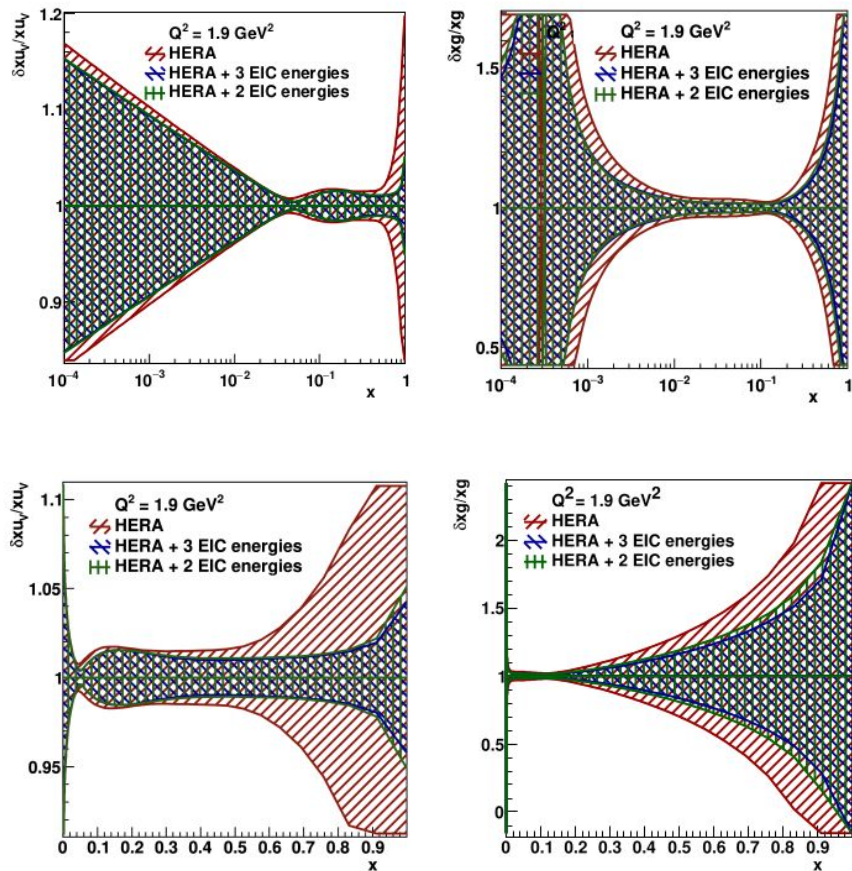 δxu_V/xu_V
1.2
1.1
1
0.9
Q² = 1.9 GeV²
HERA
HERA + 3 EIC energies
HERA + 2 EIC energies
10⁻⁴ 10⁻³ 10⁻² 10⁻¹ 1
x
δxg/xg
1.5
1
0.5
Q² Q² = 1.9 GeV²
HERA
HERA + 3 EIC energies
HERA + 2 EIC energies
10⁻⁴ 10⁻³ 10⁻² 10⁻¹ 1
x
δxu_V/xu_V
1.1
1.05
1
0.95
Q² = 1.9 GeV²
HERA
HERA + 3 EIC energies
HERA + 2 EIC energies
0 0.1 0.2 0.3 0.4 0.5 0.6 0.7 0.8 0.9
x
δxg/xg
2
1.5
1
0.5
0
Q² = 1.9 GeV²
HERA
HERA + 3 EIC energies
HERA + 2 EIC energies
0 0.1 0.2 0.3 0.4 0.5 0.6 0.7 0.8 0.9
x